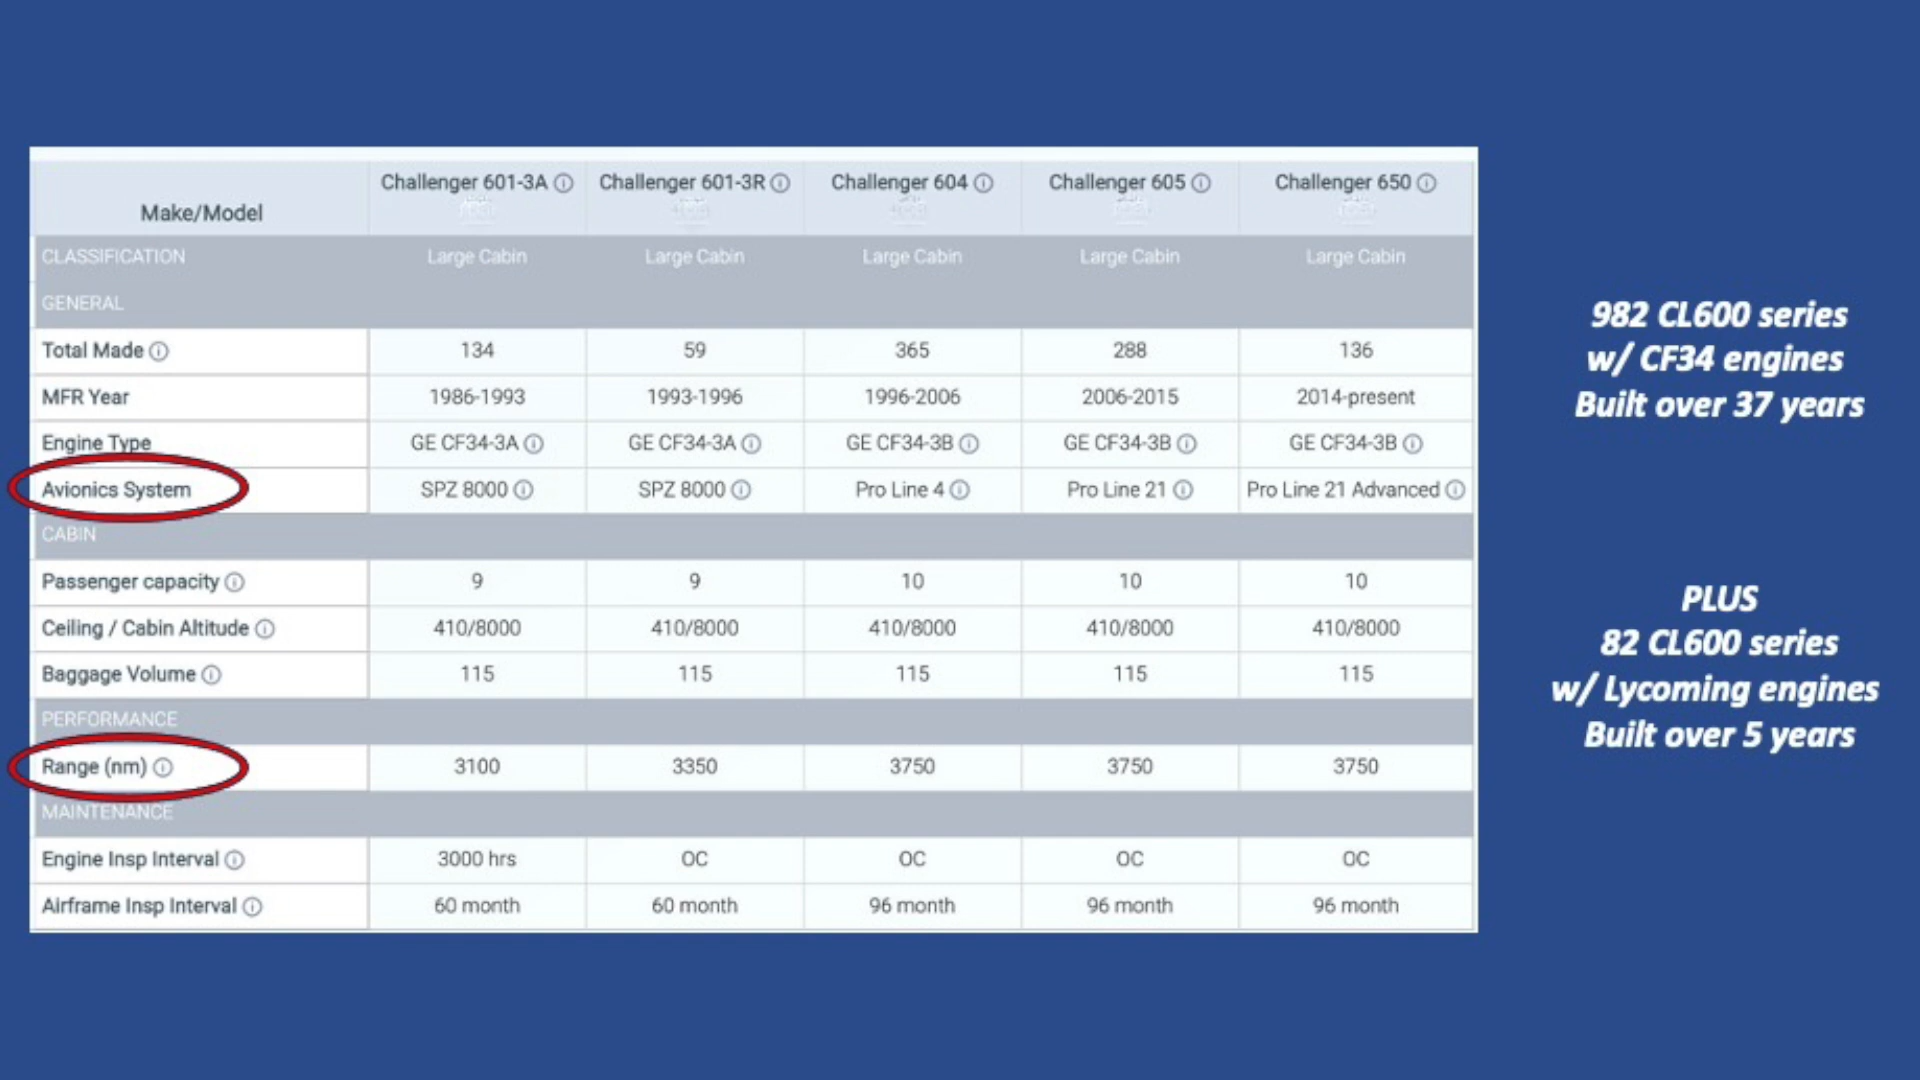 Challenger 601-3A Challenger 601-3R Challenger 604 Challenger 605 Challenger 650
Make/Model
CLASSIFICATION Large Cabin Large Cabin Large Cabin Large Cabin Large Cabin
GENERAL
Total Made 134 59 365 288 136
MFR Year 1986-1993 1993-1996 1996-2006 2006-2015 2014-present
Engine Type GE CF34-3A GE CF34-3A GE CF34-3B GE CF34-3B GE CF34-3B
Avionics System SPZ 8000 SPZ 8000 Pro Line 4 Pro Line 21 Pro Line 21 Advanced
CABIN
Passenger capacity 9 9 10 10 10
Ceiling / Cabin Altitude 410/8000 410/8000 410/8000 410/8000 410/8000
Baggage Volume 115 115 115 115 115
PERFORMANCE
Range (nm) 3100 3350 3750 3750 3750
MAINTENANCE
Engine Insp Interval 3000 hrs OC OC OC OC
Airframe Insp Interval 60 month 60 month 96 month 96 month 96 month
982 CL600 series
w/ CF34 engines
Built over 37 years
PLUS
82 CL600 series
w/ Lycoming engines
Built over 5 years